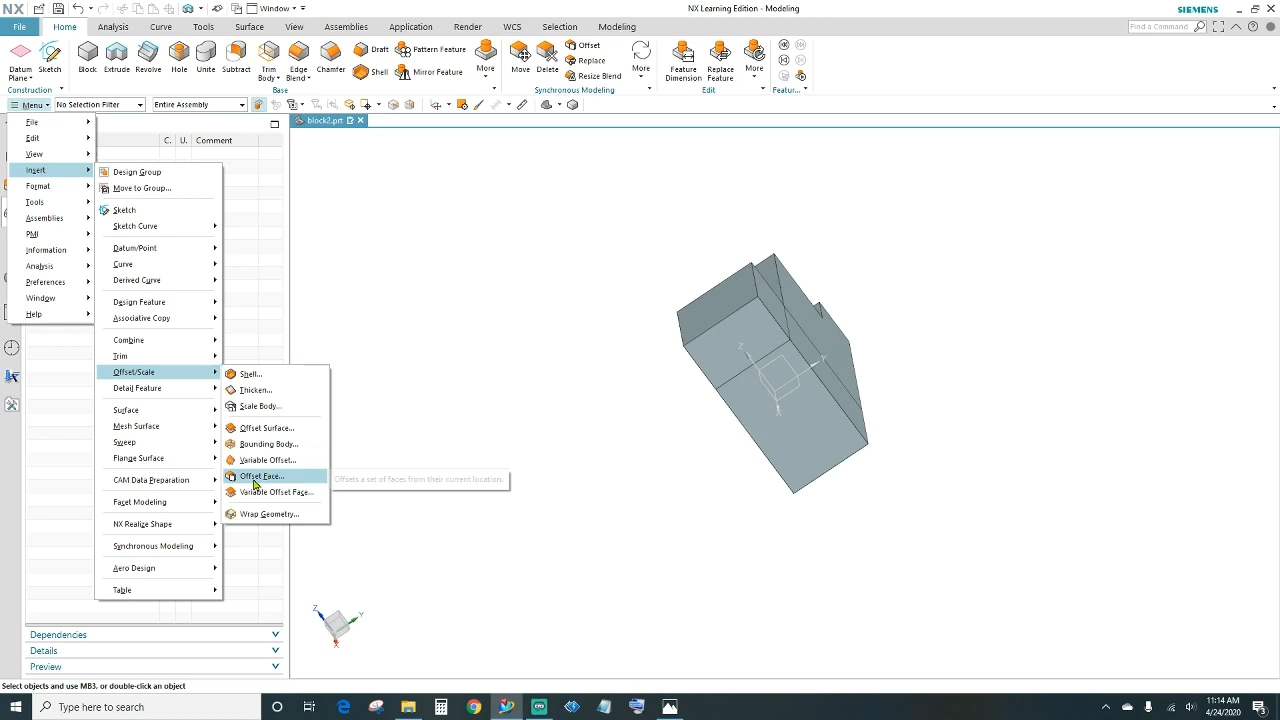 NX
Window
NX Learning Edition - Modeling
SIEMENS
File
Home
Analysis
Curve
Tools
Surface
View
Assemblies
Application
Render
WCS
Selection
Modeling
Find a Command
Datum Plane
Sketch
Construction
Block
Extrude
Revolve
Hole
Unite
Subtract
Trim Body
Edge Blend
Chamfer
Draft
Shell
Pattern Feature
Mirror Feature
More
Base
Move
Delete
Offset
Replace
Resize Blend
More
Synchronous Modeling
Feature Dimension
Replace Feature
More
Edit
Featur...
Menu
No Selection Filter
Entire Assembly
block2.prt
C.
U.
Comment
File
Edit
View
Insert
Format
Tools
Assemblies
PMI
Information
Analysis
Preferences
Window
Help
Design Group
Move to Group...
Sketch
Sketch Curve
Datum/Point
Curve
Derived Curve
Design Feature
Associative Copy
Combine
Trim
Offset/Scale
Detail Feature
Surface
Mesh Surface
Sweep
Flange Surface
CAM Data Preparation
Facet Modeling
NX Realize Shape
Synchronous Modeling
Aero Design
Table
Shell...
Thicken...
Scale Body...
Offset Surface...
Bounding Body...
Variable Offset...
Offset Face...
Variable Offset Face...
Wrap Geometry...
Offsets a set of faces from their current location.
Z
Y
X
Z
Y
X
Dependencies
Details
Preview
Select objects and use MB3, or double-click an object
Type here to search
11:14 AM
4/24/2020
3